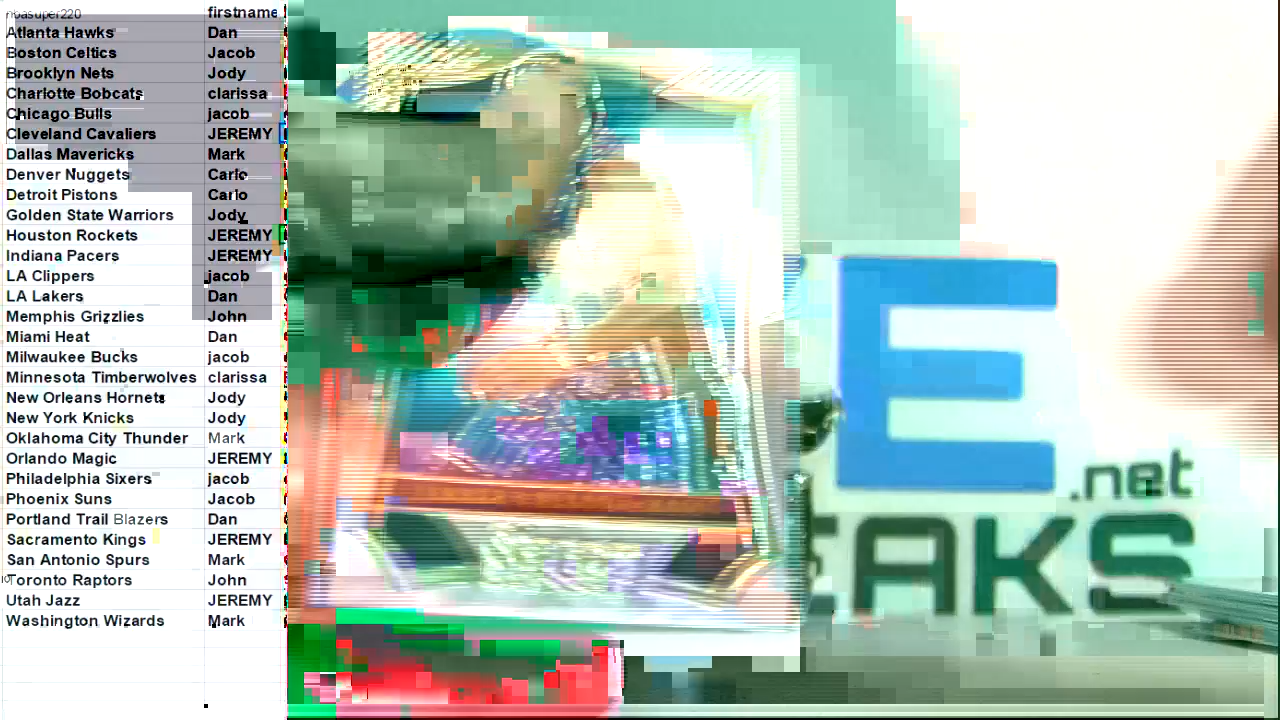 nbasuper220 firstname
Atlanta Hawks Dan
Boston Celtics Jacob
Brooklyn Nets Jody
Charlotte Bobcats clarissa
Chicago Bulls jacob
Cleveland Cavaliers JEREMY
Dallas Mavericks Mark
Denver Nuggets Carlo
Detroit Pistons Carlo
Golden State Warriors Jody
Houston Rockets JEREMY
Indiana Pacers JEREMY
LA Clippers jacob
LA Lakers Dan
Memphis Grizzlies John
Miami Heat Dan
Milwaukee Bucks jacob
Minnesota Timberwolves clarissa
New Orleans Hornets Jody
New York Knicks Jody
Oklahoma City Thunder Mark
Orlando Magic JEREMY
Philadelphia Sixers jacob
Phoenix Suns Jacob
Portland Trail Blazers Dan
Sacramento Kings JEREMY
San Antonio Spurs Mark
Toronto Raptors John
Utah Jazz JEREMY
Washington Wizards Mark
E
.net
EAKS